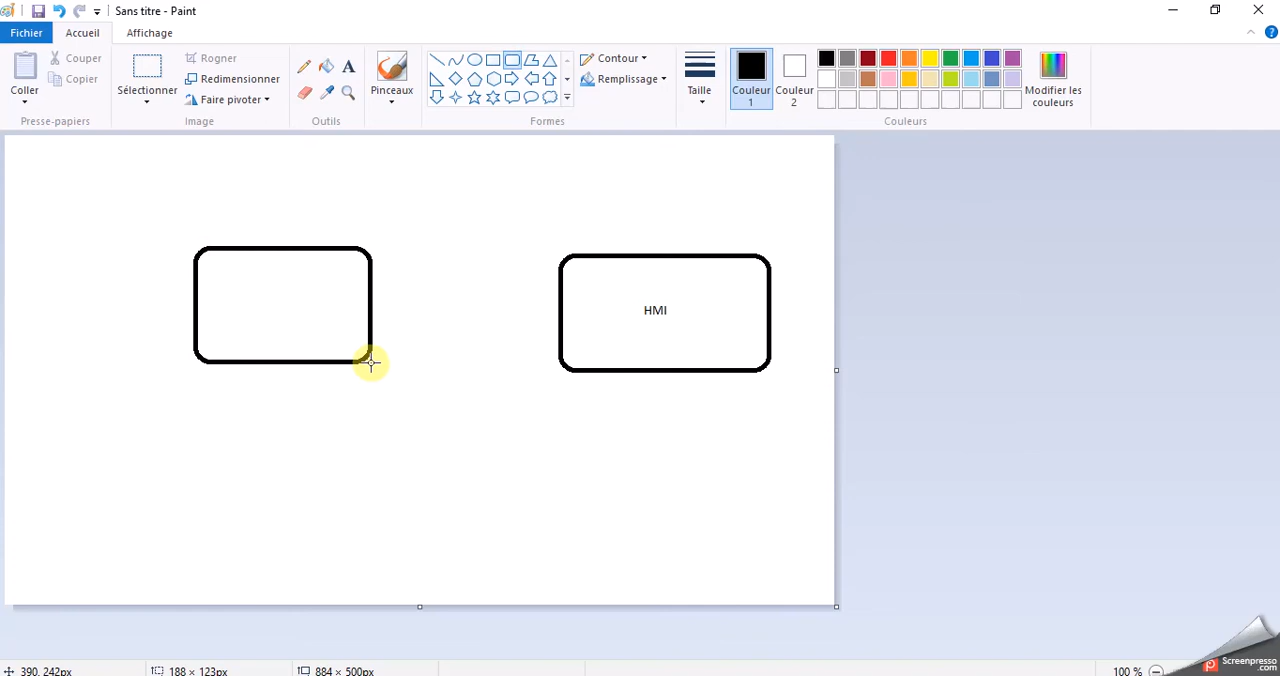 Sans titre - Paint
Fichier Accueil Affichage
Coller
Couper
Copier
Presse-papiers
Sélectionner
Rogner
Redimensionner
Faire pivoter
Image
A
Outils
Pinceaux
Contour
Remplissage
Formes
Taille
Couleur
1
Couleur
2
Modifier les
couleurs
Couleurs
HMI
390, 242px 188 × 123px 884 × 500px 100 %
Screenpresso
.com